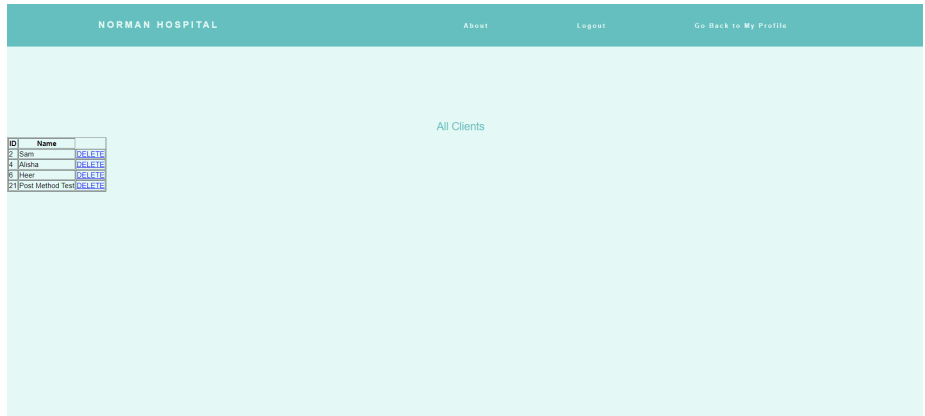 NORMAN HOSPITAL About Logout Go Back to My Profile
All Clients
ID Name
2 Sam DELETE
4 Alisha DELETE
6 Heer DELETE
21 Post Method Test DELETE